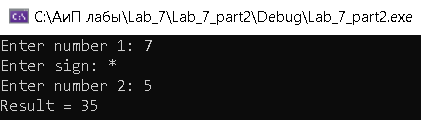 C:\АиП лабы\Lab_7\Lab_7_part2\Debug\Lab_7_part2.exe
Enter number 1: 7
Enter sign: *
Enter number 2: 5
Result = 35